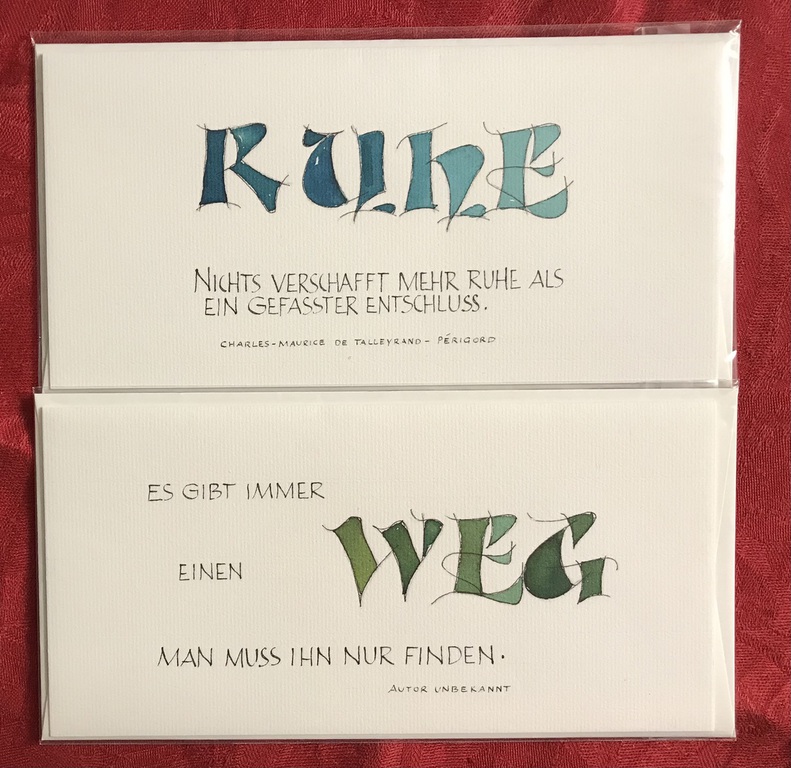 RUHE
NICHTS VERSCHAFFT MEHR RUHE ALS
EIN GEFASSTER ENTSCHLUSS.
CHARLES-MAURICE DE TALLEYRAND-PÉRIGORD
ES GIBT IMMER
EINEN WEG
MAN MUSS IHN NUR FINDEN.
AUTOR UNBEKANNT